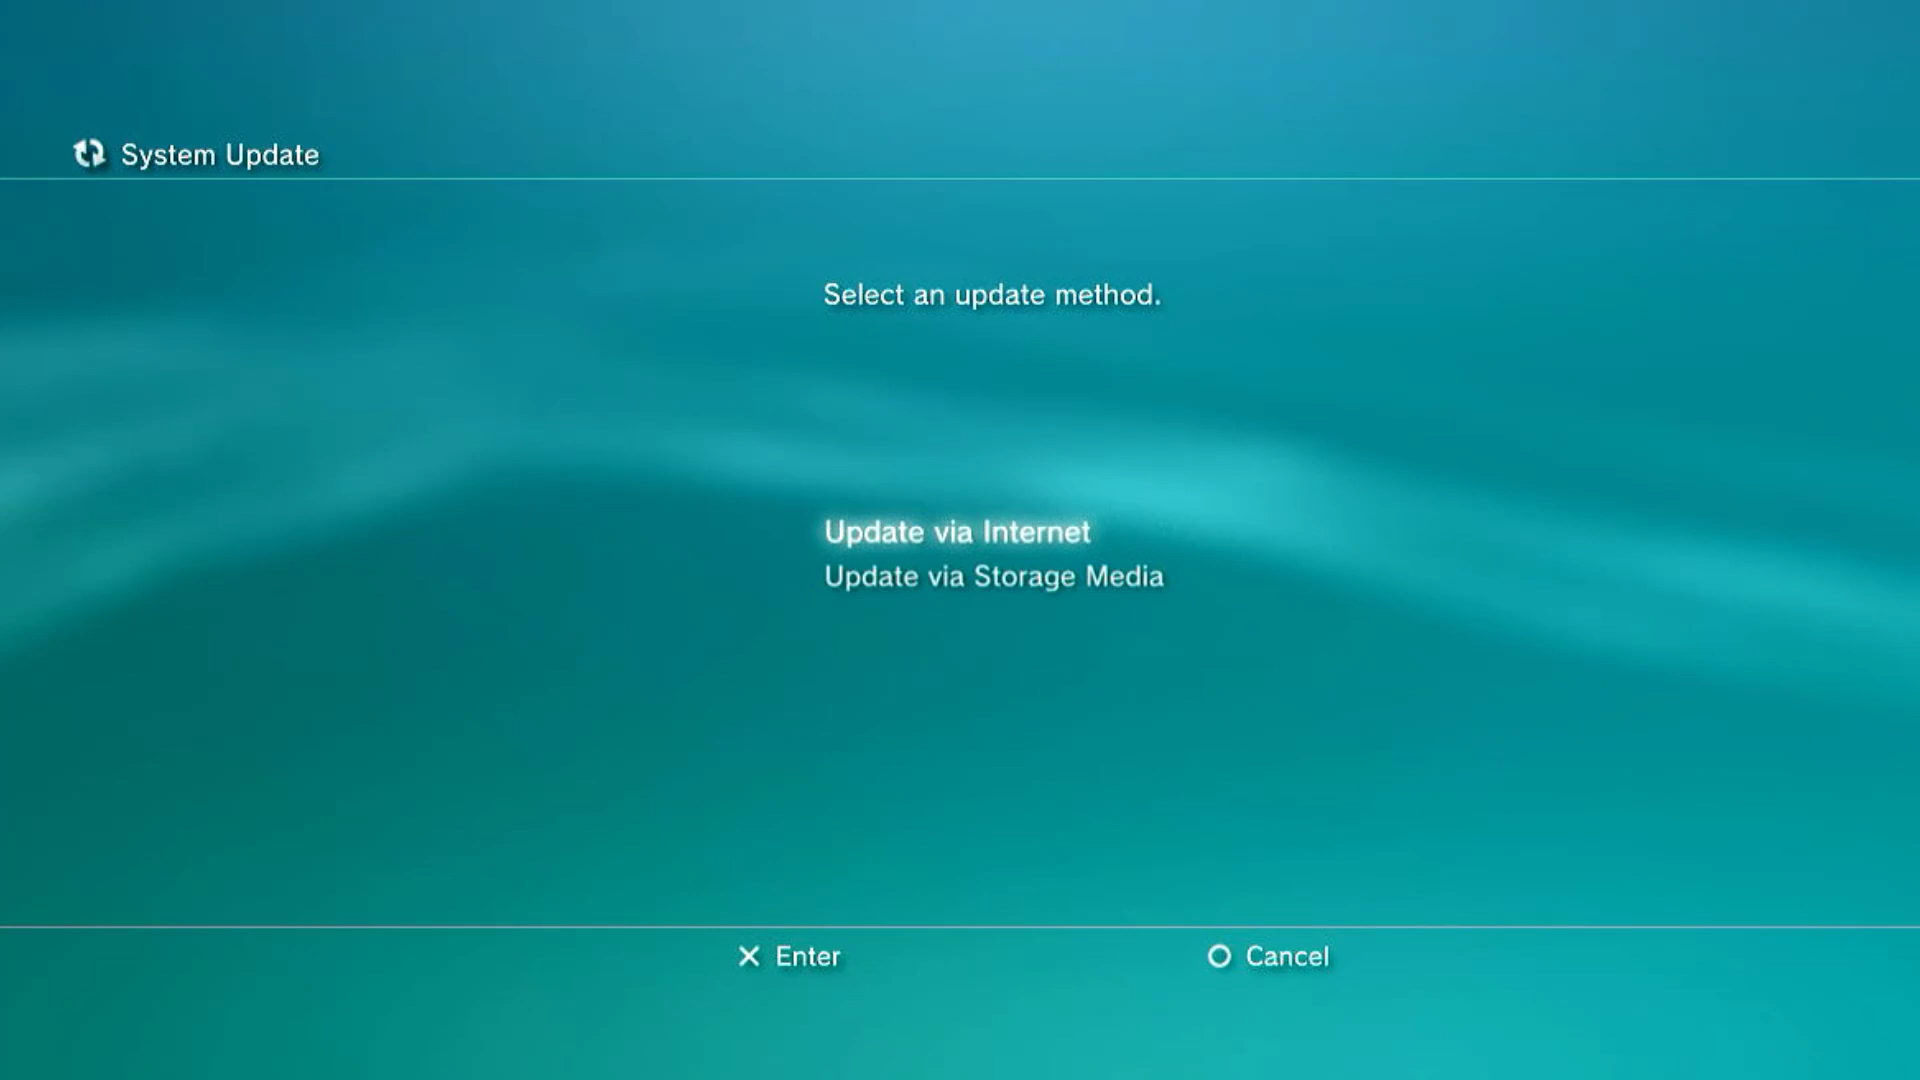 System Update
Select an update method.
Update via Internet
Update via Storage Media
Enter
Cancel